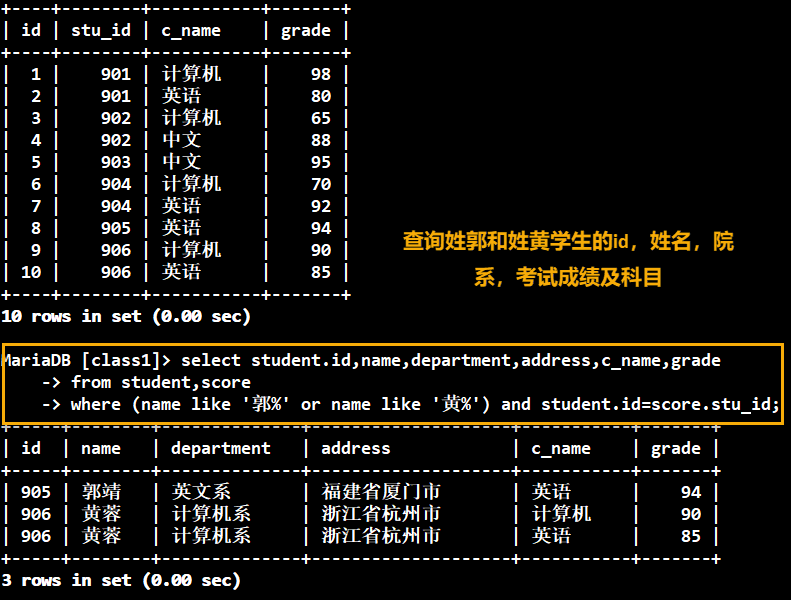 +----+--------+-----------+-------+
| id | stu_id | c_name    | grade |
+----+--------+-----------+-------+
|  1 |    901 | 计算机    |    98 |
|  2 |    901 | 英语      |    80 |
|  3 |    902 | 计算机    |    65 |
|  4 |    902 | 中文      |    88 |
|  5 |    903 | 中文      |    95 |
|  6 |    904 | 计算机    |    70 |
|  7 |    904 | 英语      |    92 |
|  8 |    905 | 英语      |    94 |
|  9 |    906 | 计算机    |    90 |
| 10 |    906 | 英语      |    85 |
+----+--------+-----------+-------+
10 rows in set (0.00 sec)
查询姓郭和姓黄学生的id，姓名，院
系，考试成绩及科目
MariaDB [class1]> select student.id,name,department,address,c_name,grade
    -> from student,score
    -> where (name like '郭%' or name like '黄%') and student.id=score.stu_id;
+-----+--------+--------------+--------------------+-----------+-------+
| id  | name   | department   | address            | c_name    | grade |
+-----+--------+--------------+--------------------+-----------+-------+
| 905 | 郭靖   | 英文系       | 福建省厦门市       | 英语      |    94 |
| 906 | 黄蓉   | 计算机系     | 浙江省杭州市       | 计算机    |    90 |
| 906 | 黄蓉   | 计算机系     | 浙江省杭州市       | 英语      |    85 |
+-----+--------+--------------+--------------------+-----------+-------+
3 rows in set (0.00 sec)